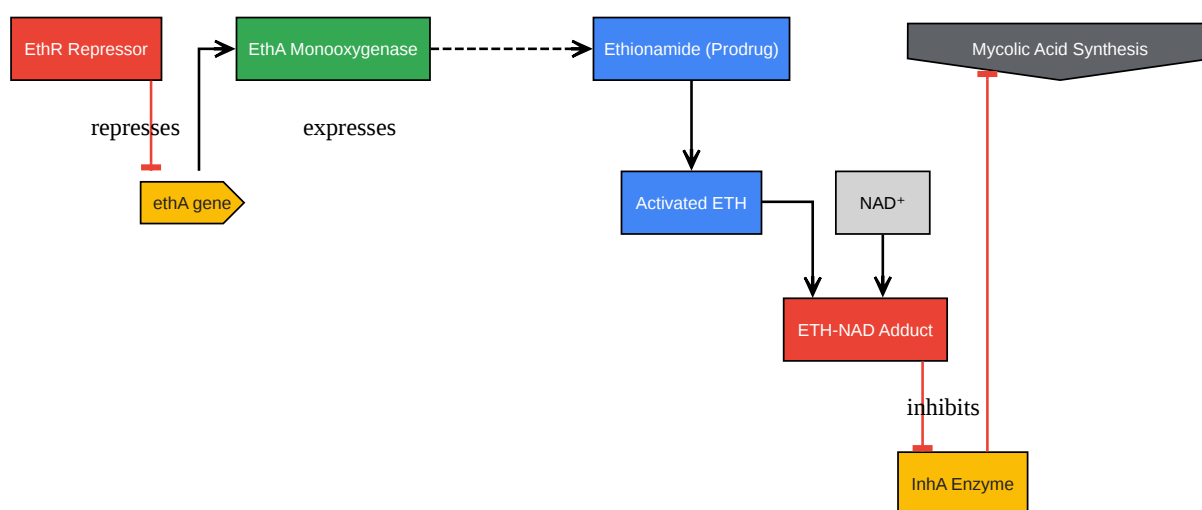 EthR Repressor
EthA Monooxygenase
Ethionamide (Prodrug)
Mycolic Acid Synthesis
represses
expresses
ethA gene
Activated ETH
NAD⁺
ETH-NAD Adduct
inhibits
InhA Enzyme